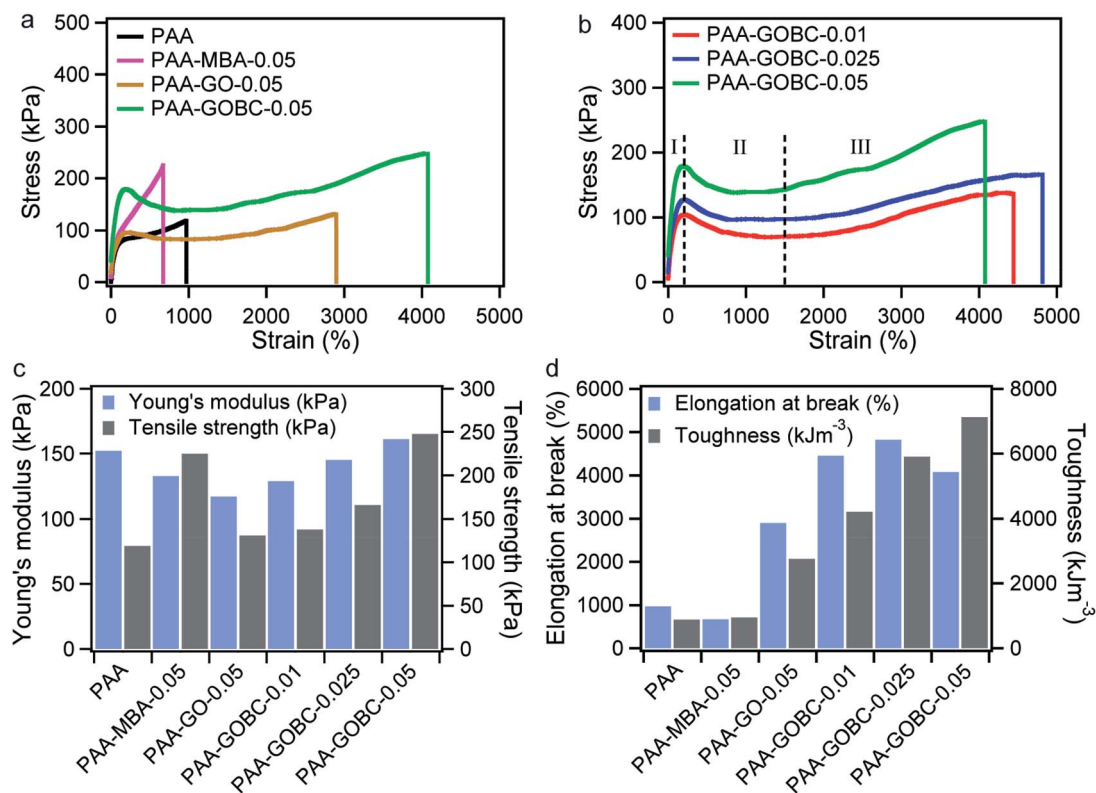 a
500
400
300
200
100
0
Stress (kPa)
PAA
PAA-MBA-0.05
PAA-GO-0.05
PAA-GOBC-0.05
0 1000 2000 3000 4000 5000
Strain (%)
b
400
300
200
100
0
Stress (kPa)
PAA-GOBC-0.01
PAA-GOBC-0.025
PAA-GOBC-0.05
I II III
0 1000 2000 3000 4000 5000
Strain (%)
c
200
150
100
50
0
Young's modulus (kPa)
Young's modulus (kPa)
Tensile strength (kPa)
300
250
200
150
100
50
0
Tensile strength
(kPa)
PAA
PAA-MBA-0.05
PAA-GO-0.05
PAA-GOBC-0.01
PAA-GOBC-0.025
PAA-GOBC-0.05
d
6000
5000
4000
3000
2000
1000
0
Elongation at break (%)
Elongation at break (%)
Toughness (kJm⁻³)
8000
6000
4000
2000
0
Toughness (kJm⁻³)
PAA
PAA-MBA-0.05
PAA-GO-0.05
PAA-GOBC-0.01
PAA-GOBC-0.025
PAA-GOBC-0.05